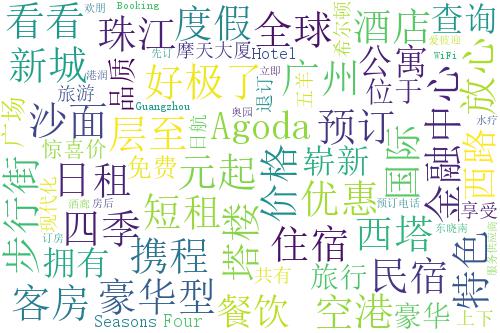 Booking
欢朋
看看
珠江
度假
全球
希尔顿
酒店
查询
爱彼迎
先订
新城
港润
品质
摩天大厦
Hotel
立即
WiFi
旅游
好极了
退订
五羊
广州
公寓
位于
放心
广场
沙面
Guangzhou
层至
日航
奥园
Agoda
预订
国际
金融中心
西路
水疗
惊喜价
免费
元起
价格
崭新
优惠
步行街
现代化
日租
酒廊
房后
短租
塔楼
预订电话
享受
四季
订房
携程
住宿
西塔
东晓南
特色
拥有
共有
旅行
民宿
客房
豪华型
餐饮
空港
豪华
上下
Seasons
Four